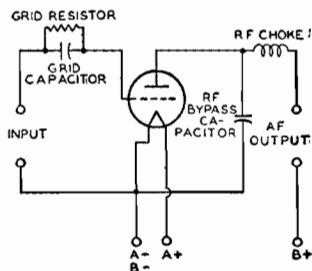 GRID RESISTOR
GRID
CAPACITOR
RF CHOKE
RF
BYPASS
CA-
PACITOR
INPUT
AF
OUTPUT
A-
B-
A+
B+